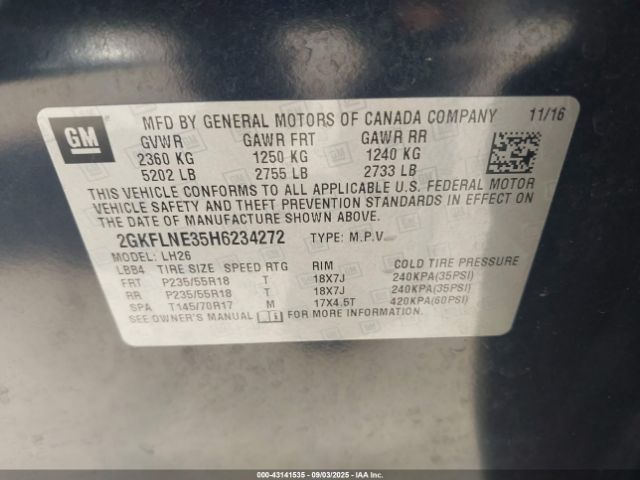 GM
MFD BY GENERAL MOTORS OF CANADA COMPANY 11/16
GVWR GAWR FRT GAWR RR
2360 KG 1250 KG 1240 KG
5202 LB 2755 LB 2733 LB
THIS VEHICLE CONFORMS TO ALL APPLICABLE U.S. FEDERAL MOTOR
VEHICLE SAFETY AND THEFT PREVENTION STANDARDS IN EFFECT ON
THE DATE OF MANUFACTURE SHOWN ABOVE.
2GKFLNE35H6234272 TYPE: M.P.V
MODEL: LH26
LBB4 TIRE SIZE SPEED RTG RIM COLD TIRE PRESSURE
FRT P235/55R18 T 18X7J 240KPA(35PSI)
RR P235/55R18 T 18X7J 240KPA(35PSI)
SPA T145/70R17 M 17X4.5T 420KPA(60PSI)
SEE OWNER'S MANUAL FOR MORE INFORMATION.
000-43141535 - 09/03/2025 - IAAI.COM